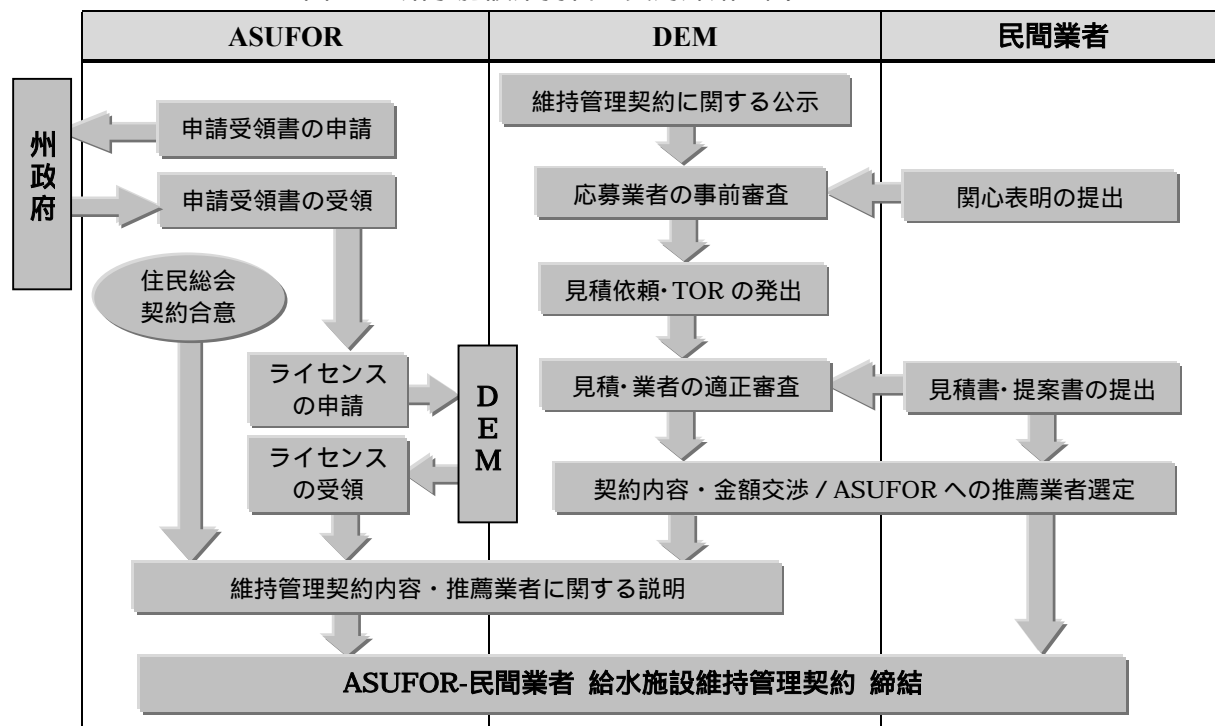 ASUFOR
DEM
民間業者
州政府
申請受領書の申請
申請受領書の受領
住民総会
契約合意
ライセンス
の申請
ライセンス
の受領
DEM
維持管理契約に関する公示
応募業者の事前審査
関心表明の提出
見積依頼・TOR の発出
見積・業者の適正審査
見積書・提案書の提出
契約内容・金額交渉 / ASUFOR への推薦業者選定
維持管理契約内容・推薦業者に関する説明
ASUFOR-民間業者 給水施設維持管理契約 締結